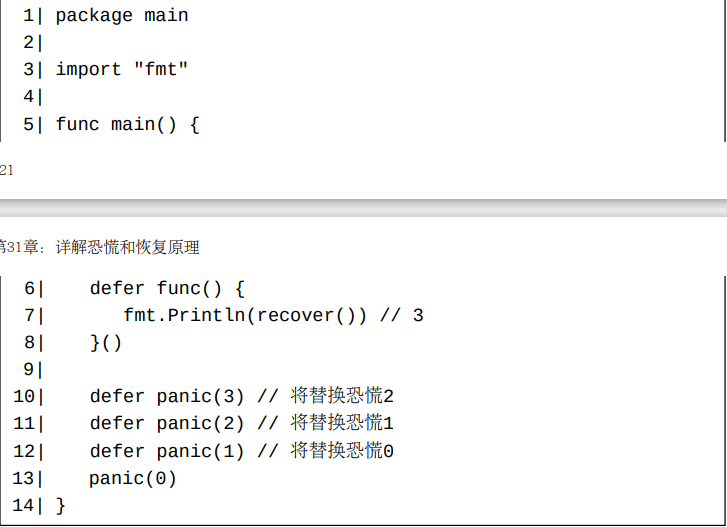 1| package main
2|
3| import "fmt"
4|
5| func main() {
21
第31章：详解恐慌和恢复原理
6|    defer func() {
7|       fmt.Println(recover()) // 3
8|    }()
9|
10|    defer panic(3) // 将替换恐慌2
11|    defer panic(2) // 将替换恐慌1
12|    defer panic(1) // 将替换恐慌0
13|    panic(0)
14| }